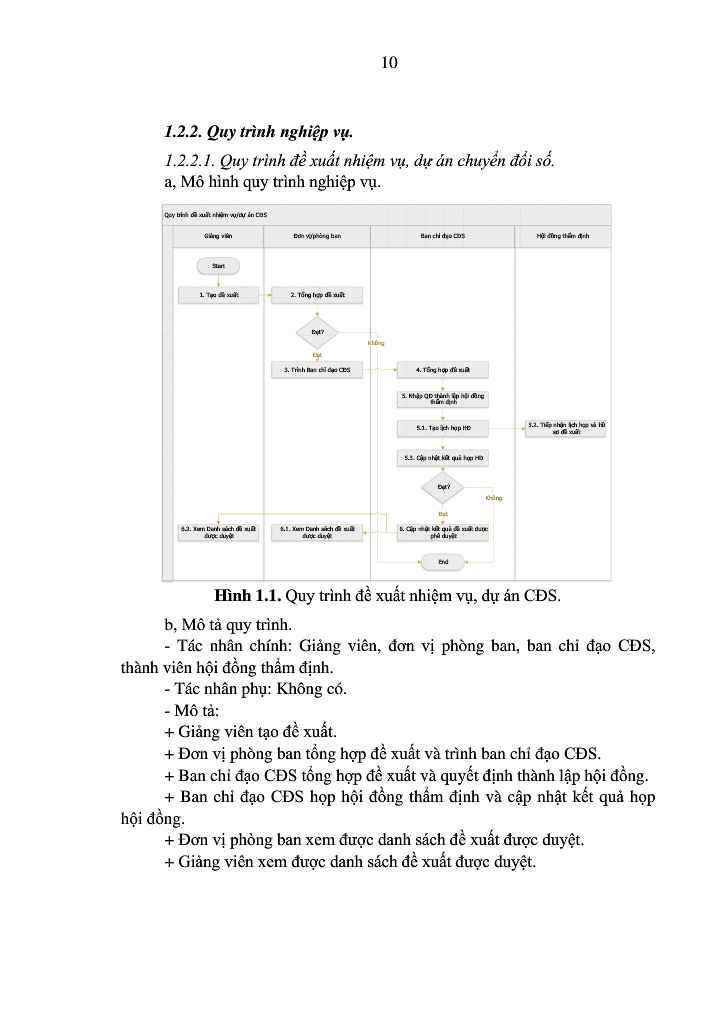 10
1.2.2. Quy trình nghiệp vụ.
1.2.2.1. Quy trình đề xuất nhiệm vụ, dự án chuyển đổi số.
a, Mô hình quy trình nghiệp vụ.
Quy trình đề xuất nhiệm vụ/dự án CĐS
Giảng viên
Đơn vị/phòng ban
Ban chỉ đạo CĐS
Hội đồng thẩm định
Start
1. Tạo đề xuất
2. Tổng hợp đề xuất
Đạt?
Không
Đạt
3. Trình Ban chỉ đạo CĐS
4. Tổng hợp đề xuất
5. Nhập QĐ thành lập hội đồng
thẩm định
5.1. Tạo lịch họp HĐ
5.2. Tiếp nhận lịch họp và hồ
sơ đề xuất
5.3. Cập nhật kết quả họp HĐ
Đạt?
Không
Đạt
6.2. Xem Danh sách đề xuất
được duyệt
6.1. Xem Danh sách đề xuất
được duyệt
6. Cập nhật kết quả đề xuất được
phê duyệt
End
Hình 1.1. Quy trình đề xuất nhiệm vụ, dự án CĐS.
b, Mô tả quy trình.
- Tác nhân chính: Giảng viên, đơn vị phòng ban, ban chỉ đạo CĐS,
thành viên hội đồng thẩm định.
- Tác nhân phụ: Không có.
- Mô tả:
+ Giảng viên tạo đề xuất.
+ Đơn vị phòng ban tổng hợp đề xuất và trình ban chỉ đạo CĐS.
+ Ban chỉ đạo CĐS tổng hợp đề xuất và quyết định thành lập hội đồng.
+ Ban chỉ đạo CĐS họp hội đồng thẩm định và cập nhật kết quả họp
hội đồng.
+ Đơn vị phòng ban xem được danh sách đề xuất được duyệt.
+ Giảng viên xem được danh sách đề xuất được duyệt.